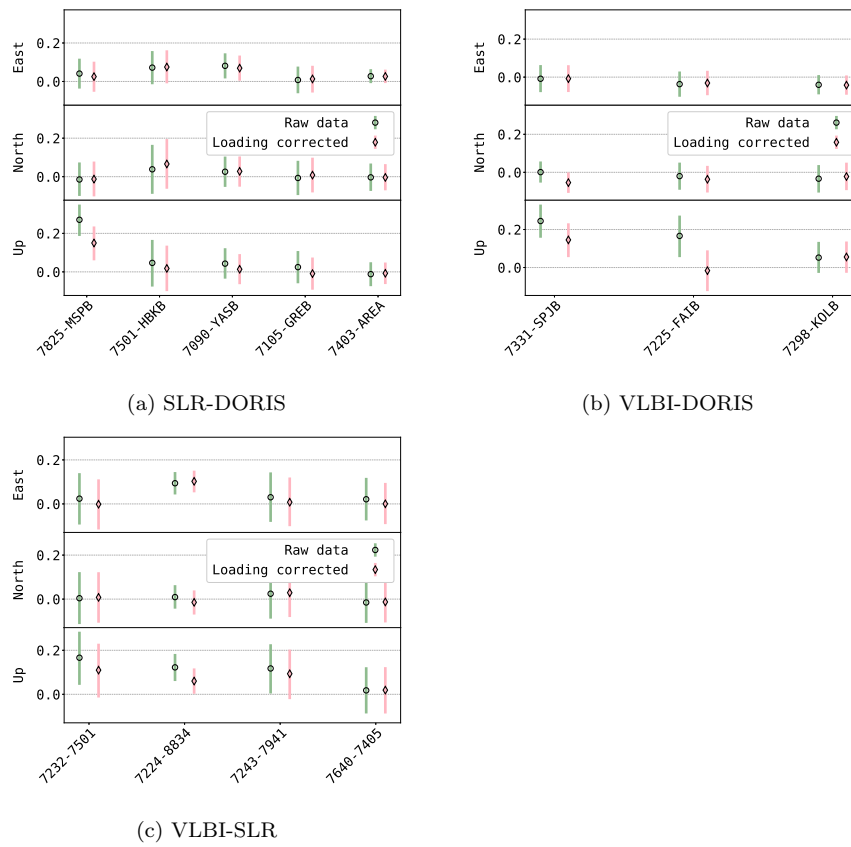 East
0.2
0.0
North
0.2
0.0
Raw data
Loading corrected
Up
0.2
0.0
7825-MSPB
7501-HBKB
7090-YASB
7105-GREB
7403-AREA
(a) SLR-DORIS
East
0.2
0.0
North
0.2
0.0
Raw data
Loading corrected
Up
0.2
0.0
7331-SPJB
7225-FAIB
7298-KOLB
(b) VLBI-DORIS
East
0.2
0.0
North
0.2
0.0
Raw data
Loading corrected
Up
0.2
0.0
7232-7501
7224-8834
7243-7941
7640-7405
(c) VLBI-SLR